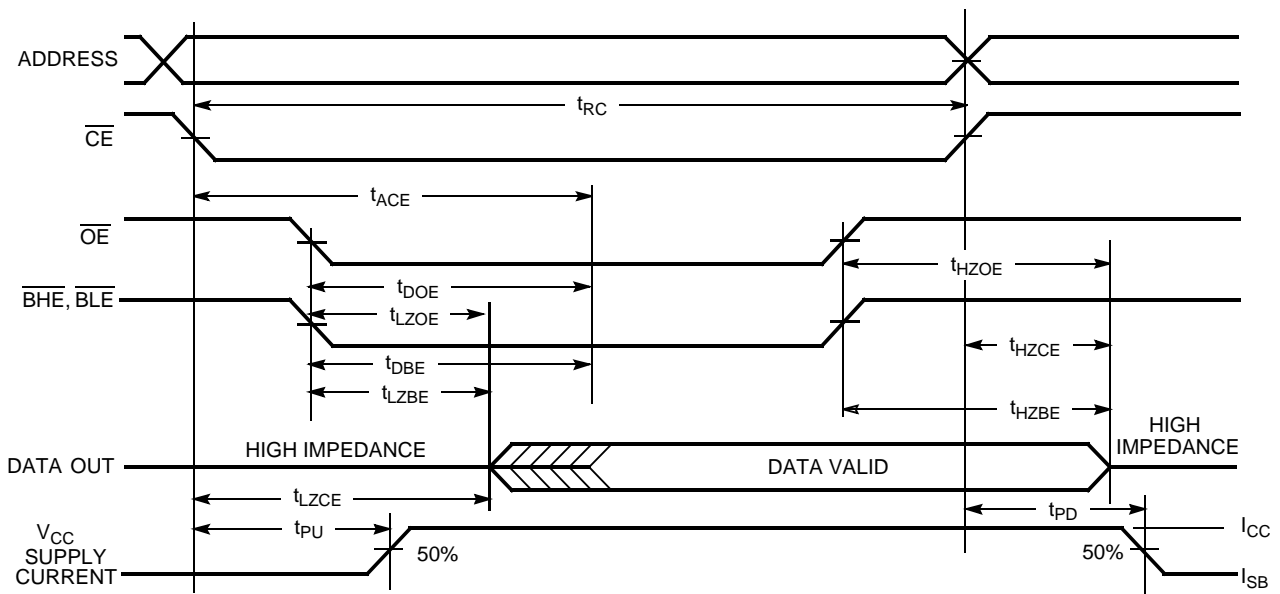 ADDRESS
tRC
CE
tACE
OE
tHZOE
tDOE
BHE, BLE
tLZOE
tHZCE
tDBE
tLZBE
tHZBE
HIGH IMPEDANCE
HIGH
IMPEDANCE
DATA OUT
DATA VALID
tLZCE
tPU
tPD
VCC
SUPPLY
CURRENT
50%
50%
ICC
ISB